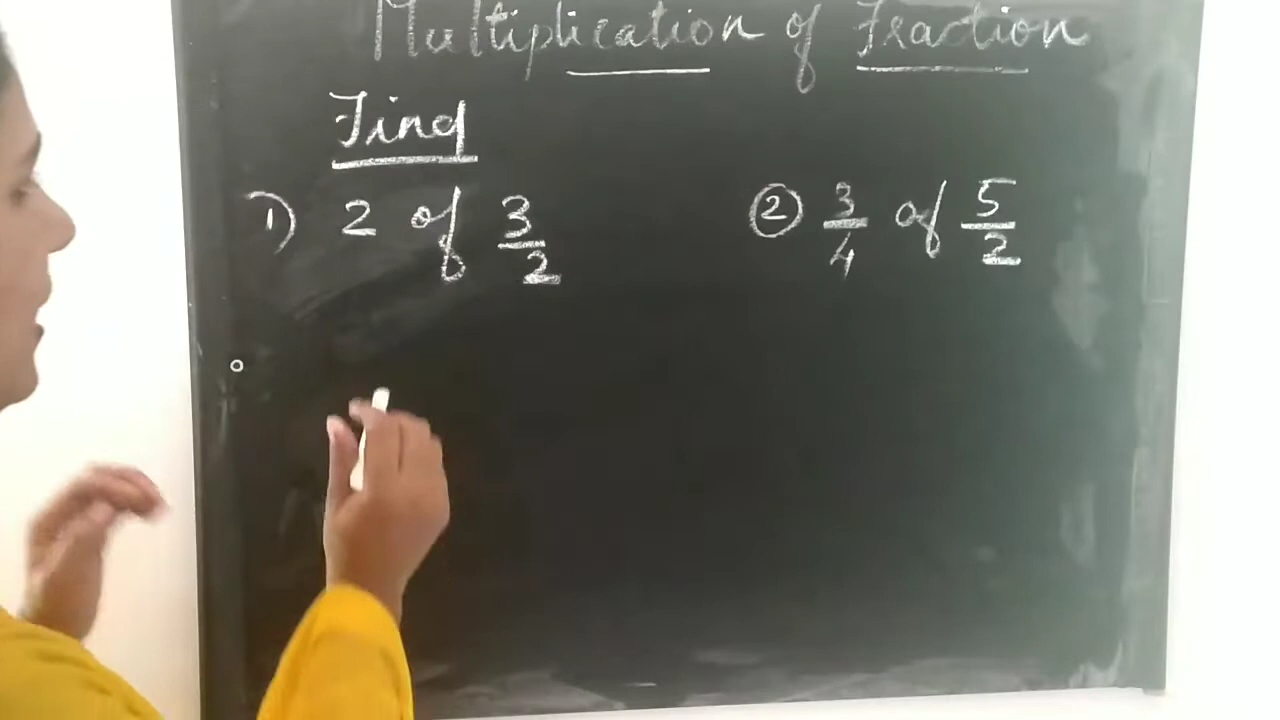 Multiplication of Fraction
Find
1) 2 of 3/2
② 3/4 of 5/2